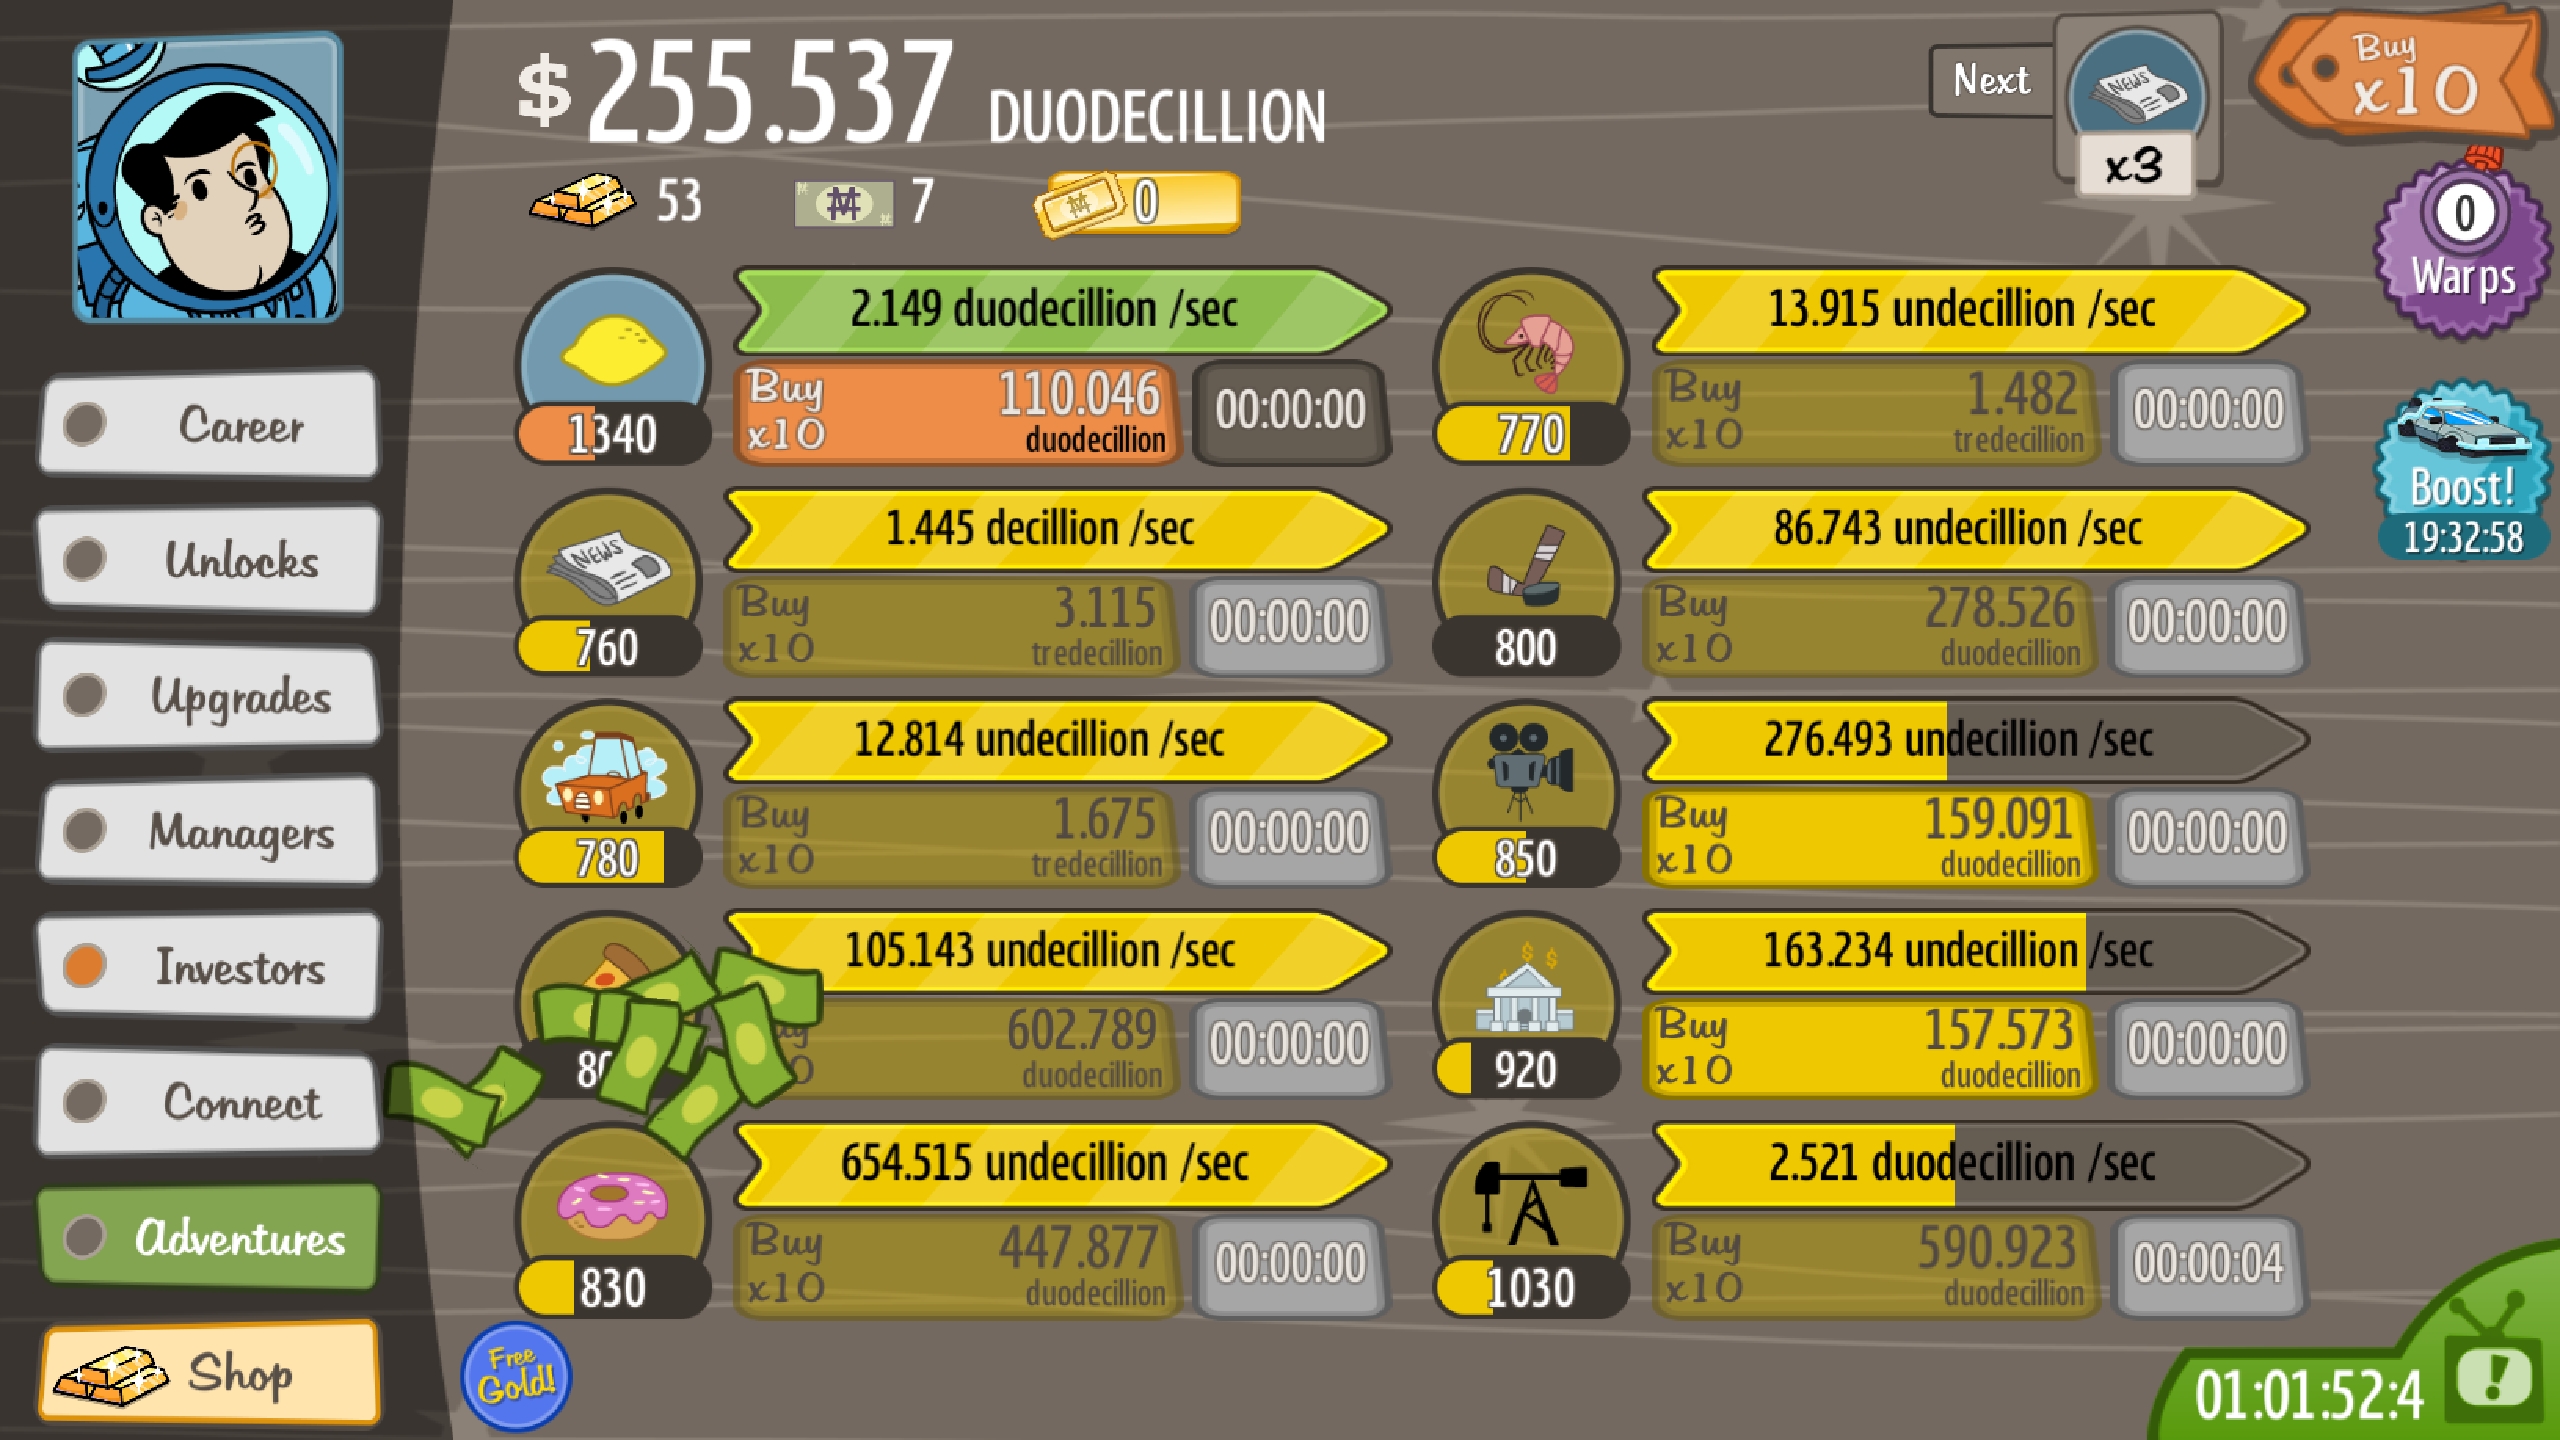 $255.537 DUODECILLION
53
7
0
Next
x3
Buy
x10
0
Warps
Boost!
19:32:58
Career
Unlocks
Upgrades
Managers
Investors
Connect
Adventures
Shop
2.149 duodecillion /sec
1340
Buy
x10
110.046
duodecillion
00:00:00
NEWS
1.445 decillion /sec
760
Buy
x10
3.115
tredecillion
00:00:00
12.814 undecillion /sec
780
Buy
x10
1.675
tredecillion
00:00:00
105.143 undecillion /sec
602.789
duodecillion
00:00:00
654.515 undecillion /sec
830
Buy
x10
447.877
duodecillion
00:00:00
13.915 undecillion /sec
770
Buy
x10
1.482
tredecillion
00:00:00
86.743 undecillion /sec
800
Buy
x10
278.526
duodecillion
00:00:00
276.493 undecillion /sec
850
Buy
x10
159.091
duodecillion
00:00:00
163.234 undecillion /sec
920
Buy
x10
157.573
duodecillion
00:00:00
2.521 duodecillion /sec
1030
Buy
x10
590.923
duodecillion
00:00:04
Free
Gold!
01:01:52:4
!
NEWS